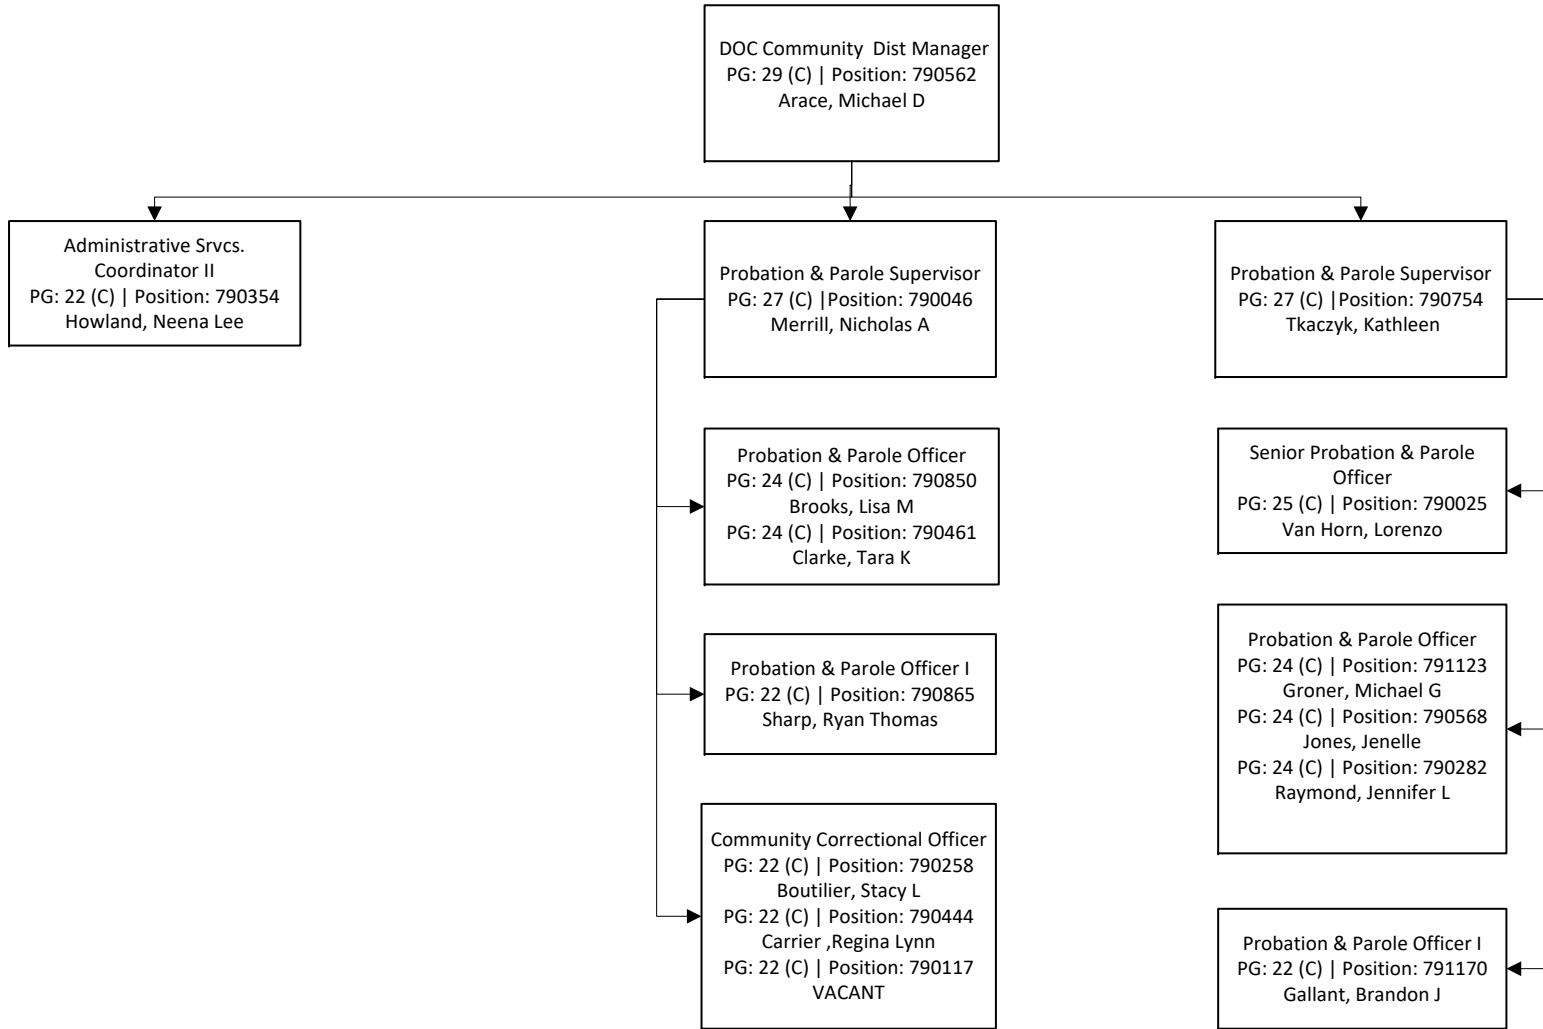 DOC Community  Dist Manager
PG: 29 (C) | Position: 790562
Arace, Michael D
Administrative Srvcs.
Coordinator II
PG: 22 (C) | Position: 790354
Howland, Neena Lee
Probation & Parole Supervisor
PG: 27 (C) |Position: 790046
Merrill, Nicholas A
Probation & Parole Supervisor
PG: 27 (C) |Position: 790754
Tkaczyk, Kathleen
Probation & Parole Officer
PG: 24 (C) | Position: 790850
Brooks, Lisa M
PG: 24 (C) | Position: 790461
Clarke, Tara K
Probation & Parole Officer I
PG: 22 (C) | Position: 790865
Sharp, Ryan Thomas
Community Correctional Officer
PG: 22 (C) | Position: 790258
Boutilier, Stacy L
PG: 22 (C) | Position: 790444
Carrier ,Regina Lynn
PG: 22 (C) | Position: 790117
VACANT
Senior Probation & Parole
Officer
PG: 25 (C) | Position: 790025
Van Horn, Lorenzo
Probation & Parole Officer
PG: 24 (C) | Position: 791123
Groner, Michael G
PG: 24 (C) | Position: 790568
Jones, Jenelle
PG: 24 (C) | Position: 790282
Raymond, Jennifer L
Probation & Parole Officer I
PG: 22 (C) | Position: 791170
Gallant, Brandon J